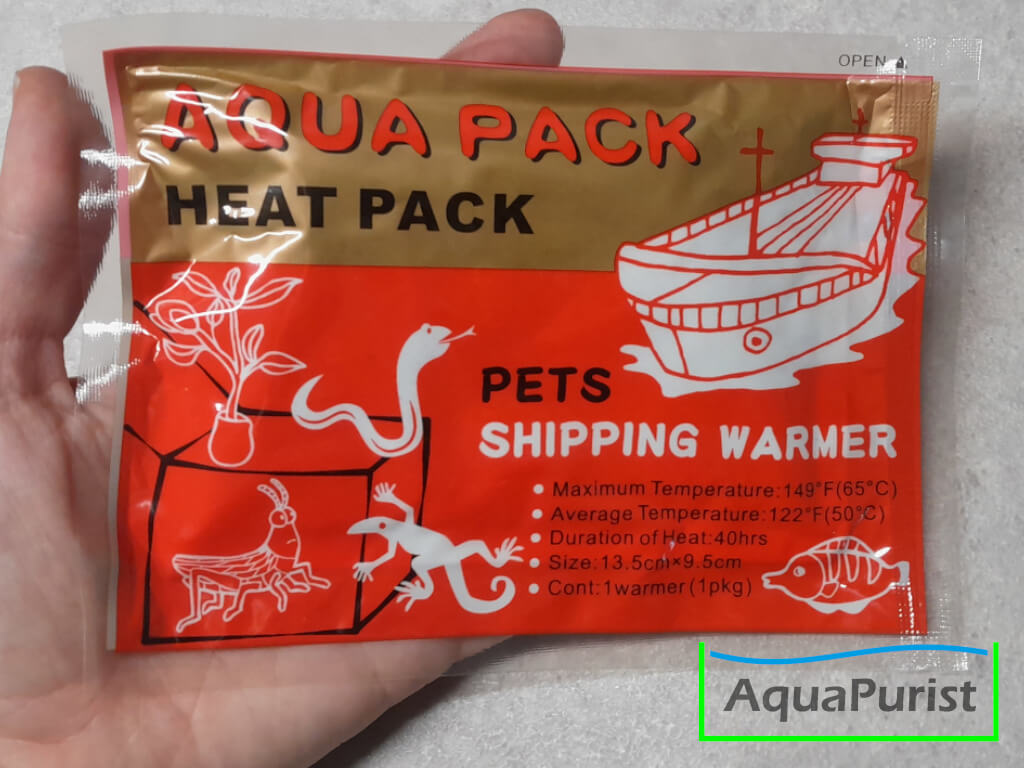 OPEN
AQUA PACK
HEAT PACK
PETS
SHIPPING WARMER
• Maximum Temperature:149°F(65°C)
• Average Temperature:122°F(50°C)
• Duration of Heat:40hrs
• Size:13.5cm×9.5cm
• Cont:1warmer(1pkg)
AquaPurist